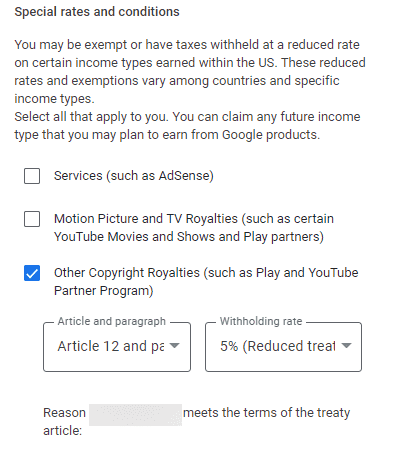 Special rates and conditions
You may be exempt or have taxes withheld at a reduced rate
on certain income types earned within the US. These reduced
rates and exemptions vary among countries and specific
income types.
Select all that apply to you. You can claim any future income
type that you may plan to earn from Google products.
Services (such as AdSense)
Motion Picture and TV Royalties (such as certain
YouTube Movies and Shows and Play partners)
Other Copyright Royalties (such as Play and YouTube
Partner Program)
Article and paragraph Withholding rate
Article 12 and pa 5% (Reduced treat
Reason meets the terms of the treaty
article: